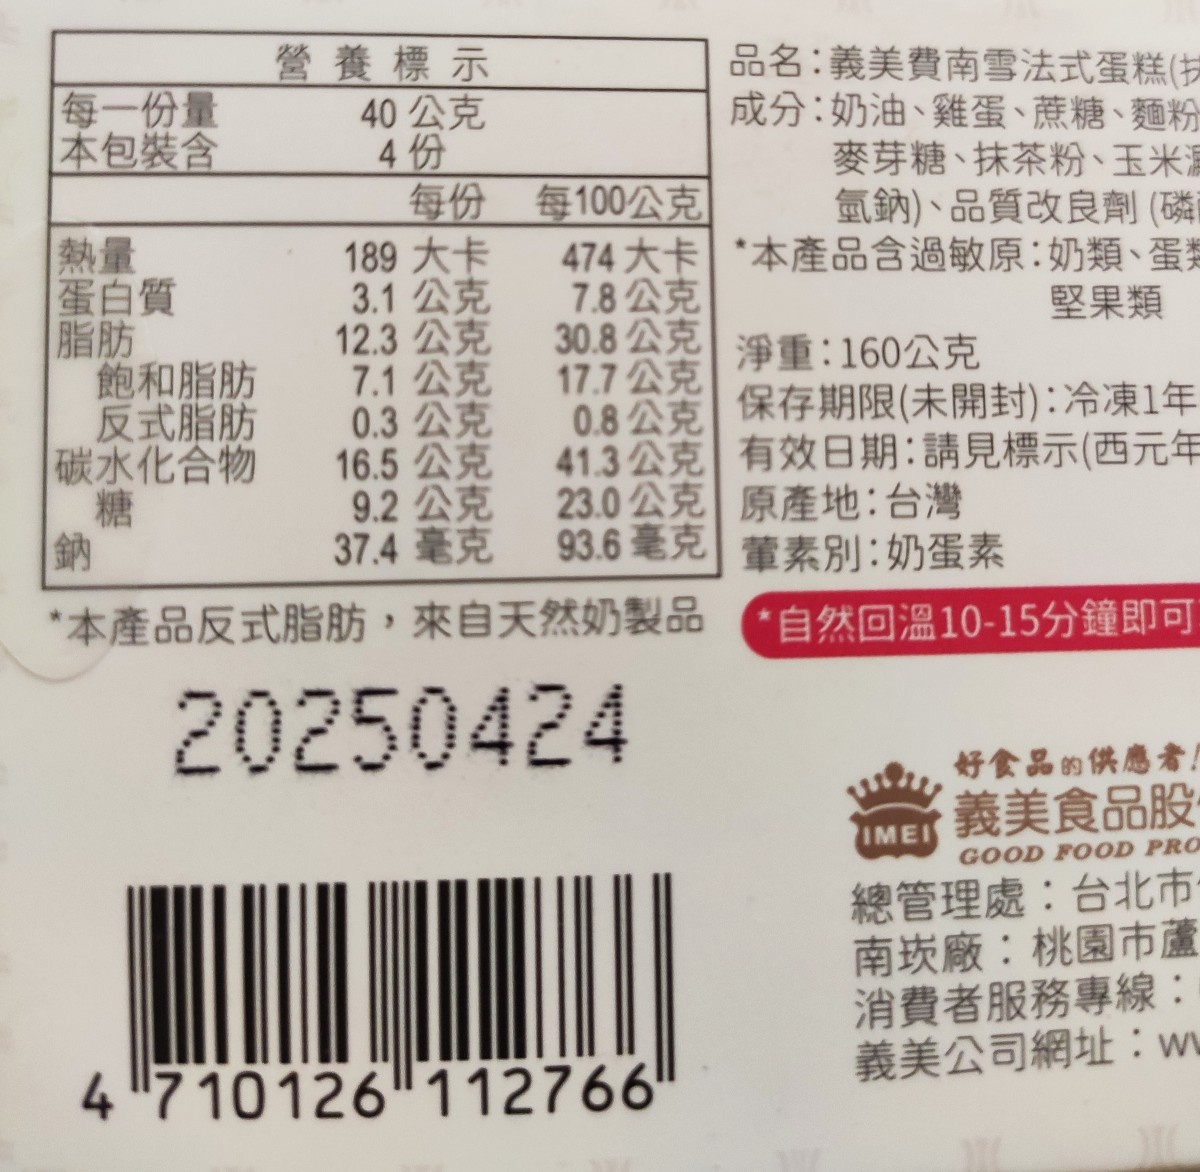 營養標示
每一份量 40 公克
本包裝含 4 份
每份 每100公克
熱量 189 大卡 474 大卡
蛋白質 3.1 公克 7.8 公克
脂肪 12.3 公克 30.8 公克
飽和脂肪 7.1 公克 17.7 公克
反式脂肪 0.3 公克 0.8 公克
碳水化合物 16.5 公克 41.3 公克
糖 9.2 公克 23.0 公克
鈉 37.4 毫克 93.6 毫克
*本產品反式脂肪，來自天然奶製品
品名：義美費南雪法式蛋糕(抹
成分：奶油、雞蛋、蔗糖、麵粉
麥芽糖、抹茶粉、玉米澱
氫鈉)、品質改良劑 (磷
*本產品含過敏原：奶類、蛋類
堅果類
淨重：160公克
保存期限(未開封)：冷凍1年
有效日期：請見標示(西元年
原產地：台灣
葷素別：奶蛋素
*自然回溫10-15分鐘即可
20250424
好食品的供應者!
IMEI 義美食品股
GOOD FOOD PRO
總管理處：台北市
南崁廠：桃園市蘆
消費者服務專線：
義美公司網址：w
4 710126 112766